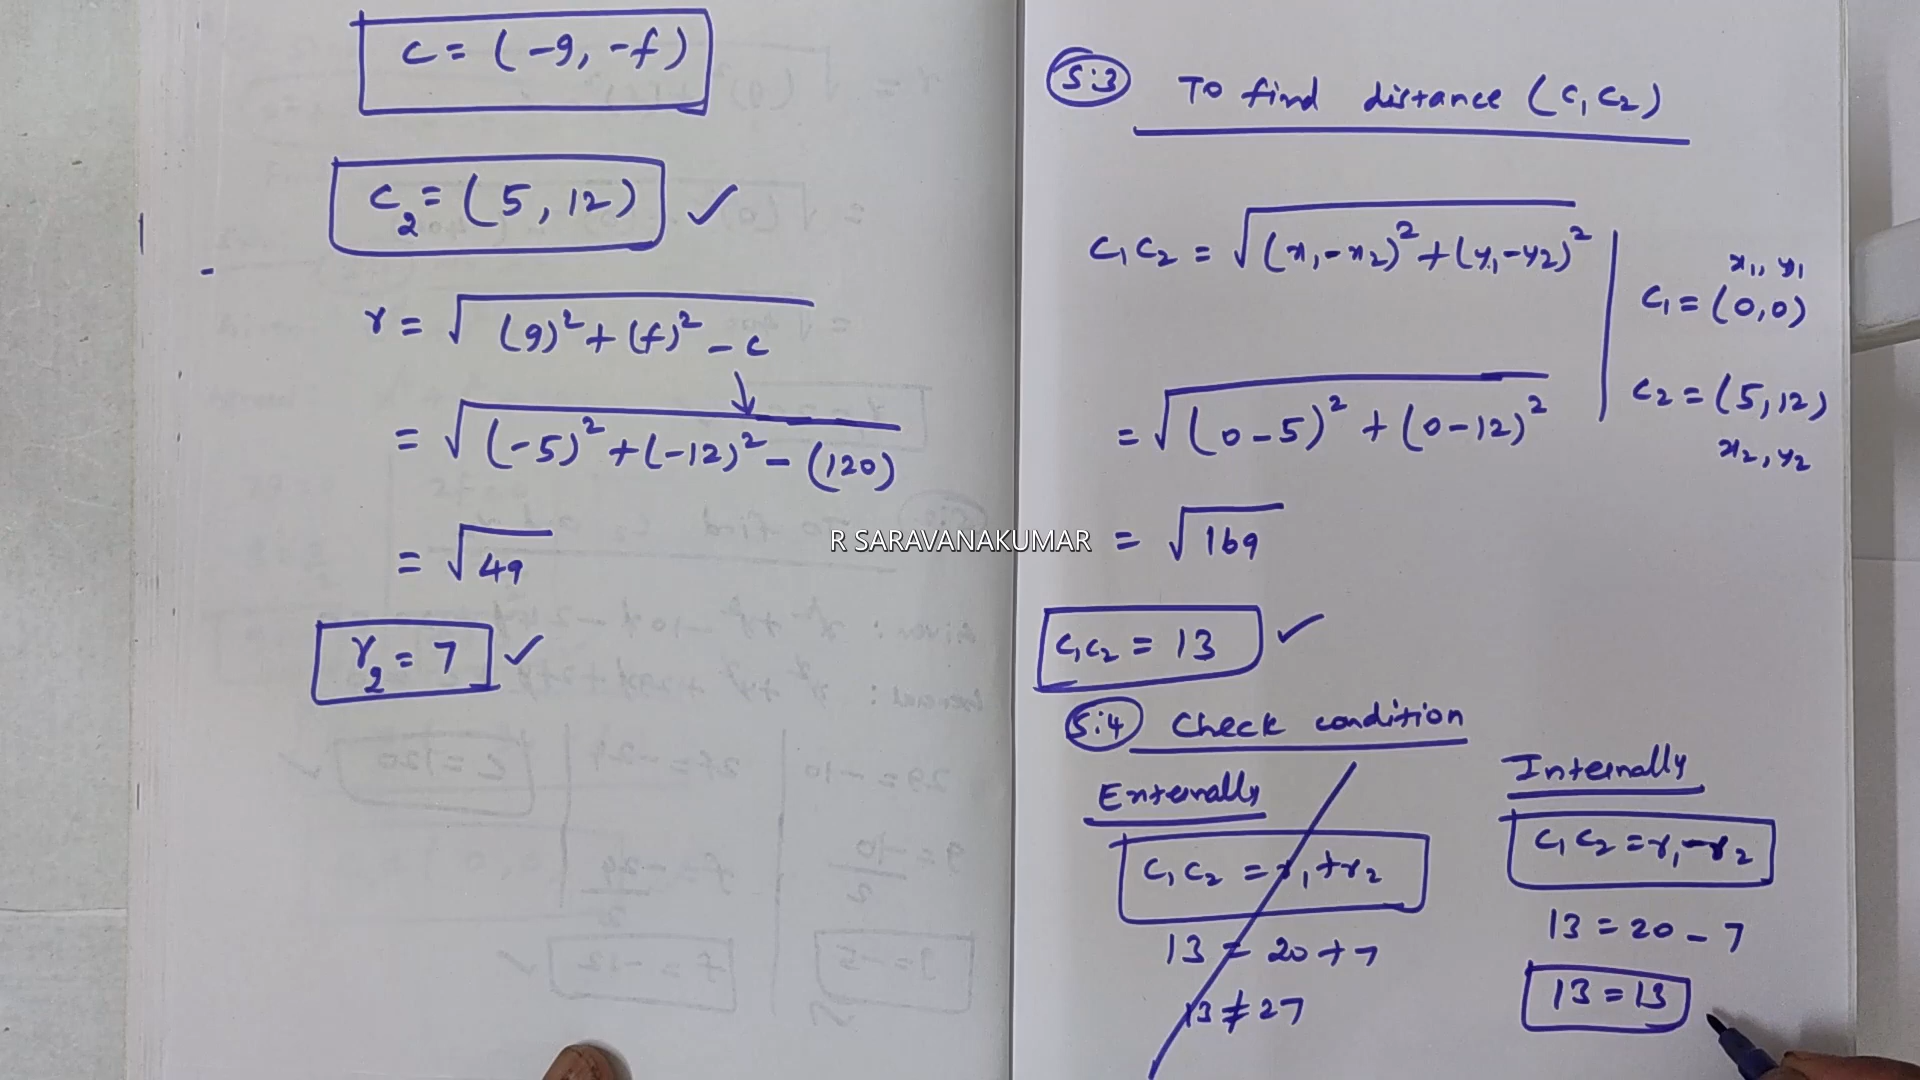 C = (-g, -f)
C₂ = (5, 12) ✓
r = √((g)² + (f)² - c)
= √((-5)² + (-12)² - (120))
= √49
r₂ = 7 ✓
S:3 To find distance (C₁C₂)
C₁C₂ = √((x₁-x₂)² + (y₁-y₂)²)
x₁, y₁
C₁ = (0,0)
C₂ = (5,12)
x₂, y₂
= √((0-5)² + (0-12)²)
= √169
C₁C₂ = 13 ✓
S:4 Check condition
Externally
C₁C₂ = r₁+r₂
13 = 20+7
13 ≠ 27
Internally
C₁C₂ = r₁-r₂
13 = 20 - 7
13 = 13
R SARAVANAKUMAR